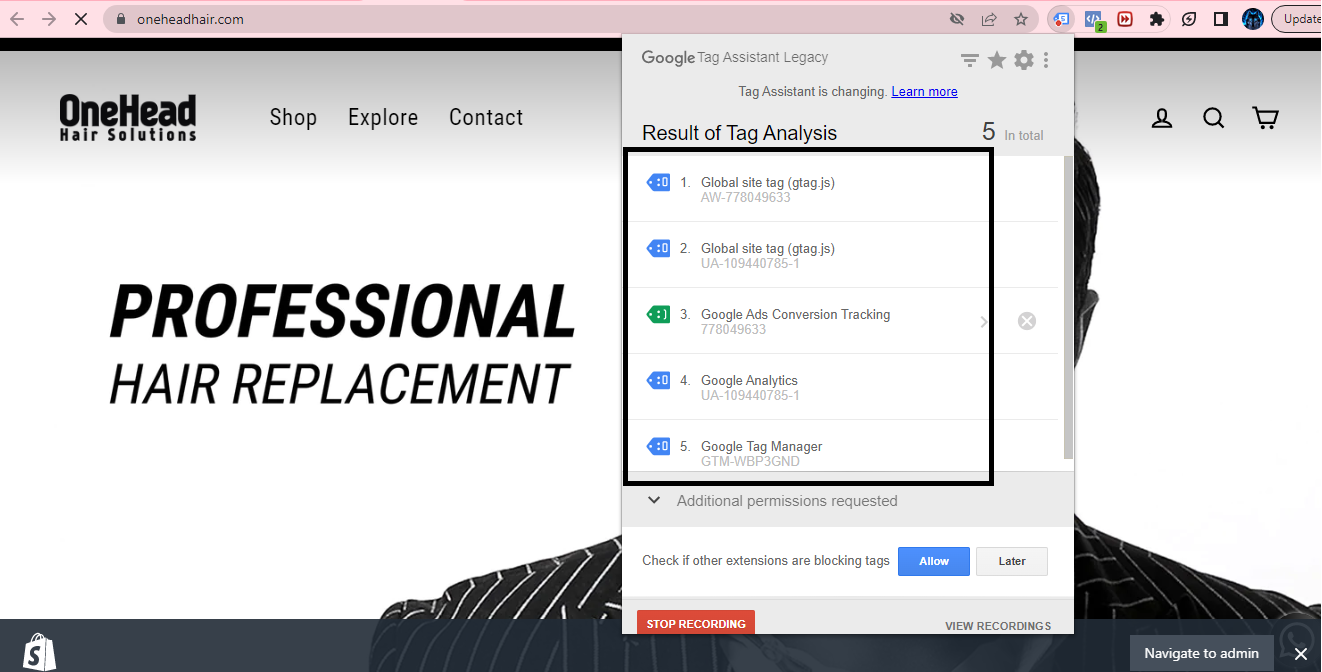 oneheadhair.com
2
Update
Google Tag Assistant Legacy
Tag Assistant is changing. Learn more
OneHead
Hair Solutions
Shop
Explore
Contact
Result of Tag Analysis
5 In total
1. Global site tag (gtag.js)
AW-778049633
2. Global site tag (gtag.js)
UA-109440785-1
3. Google Ads Conversion Tracking
778049633
4. Google Analytics
UA-109440785-1
5. Google Tag Manager
GTM-WBP3GND
PROFESSIONAL
HAIR REPLACEMENT
Additional permissions requested
Check if other extensions are blocking tags
Allow
Later
STOP RECORDING
VIEW RECORDINGS
Navigate to admin